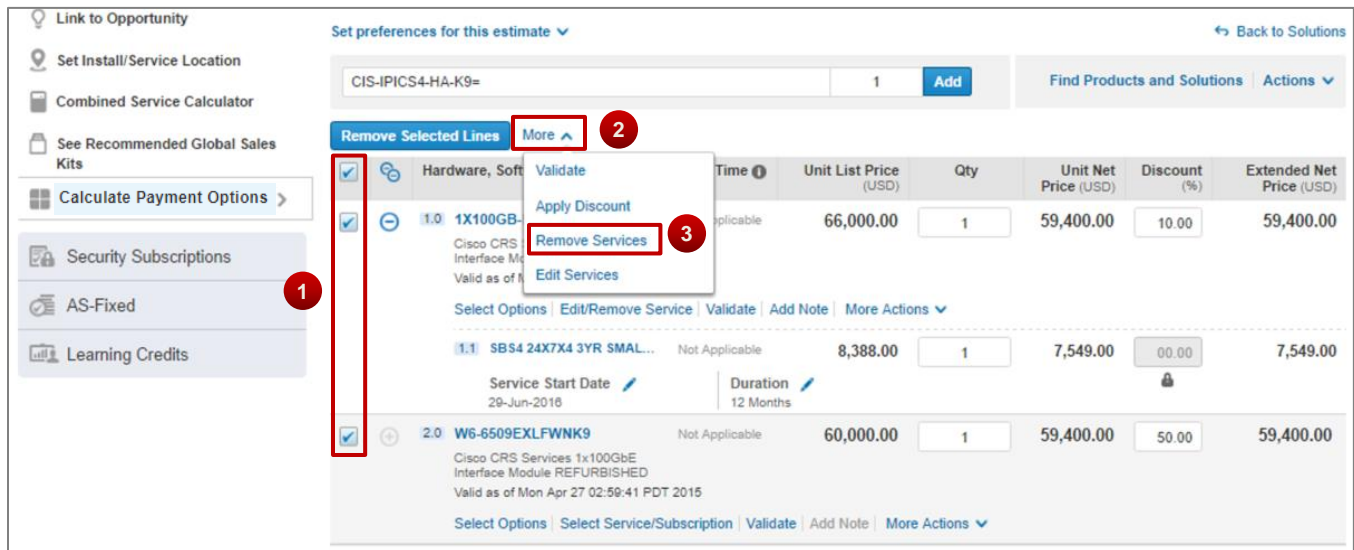 Link to Opportunity
Set Install/Service Location
Combined Service Calculator
See Recommended Global Sales
Kits
Calculate Payment Options
Security Subscriptions
AS-Fixed
Learning Credits
1
Set preferences for this estimate
Back to Solutions
CIS-IPICS4-HA-K9= 1 Add
Find Products and Solutions Actions
Remove Selected Lines More 2
Hardware, Soft Time Unit List Price (USD) Qty Unit Net Price (USD) Discount (%) Extended Net Price (USD)
Validate
Apply Discount
Remove Services 3
Edit Services
1.0 1X100GB- plicable 66,000.00 1 59,400.00 10.00 59,400.00
Cisco CRS
Interface Mo
Valid as of
Select Options Edit/Remove Service Validate Add Note More Actions
1.1 SBS4 24X7X4 3YR SMAL... Not Applicable 8,388.00 1 7,549.00 00.00 7,549.00
Service Start Date Duration
29-Jun-2016 12 Months
2.0 W6-6509EXLFWNK9 Not Applicable 60,000.00 1 59,400.00 50.00 59,400.00
Cisco CRS Services 1x100GbE
Interface Module REFURBISHED
Valid as of Mon Apr 27 02:59:41 PDT 2015
Select Options Select Service/Subscription Validate Add Note More Actions